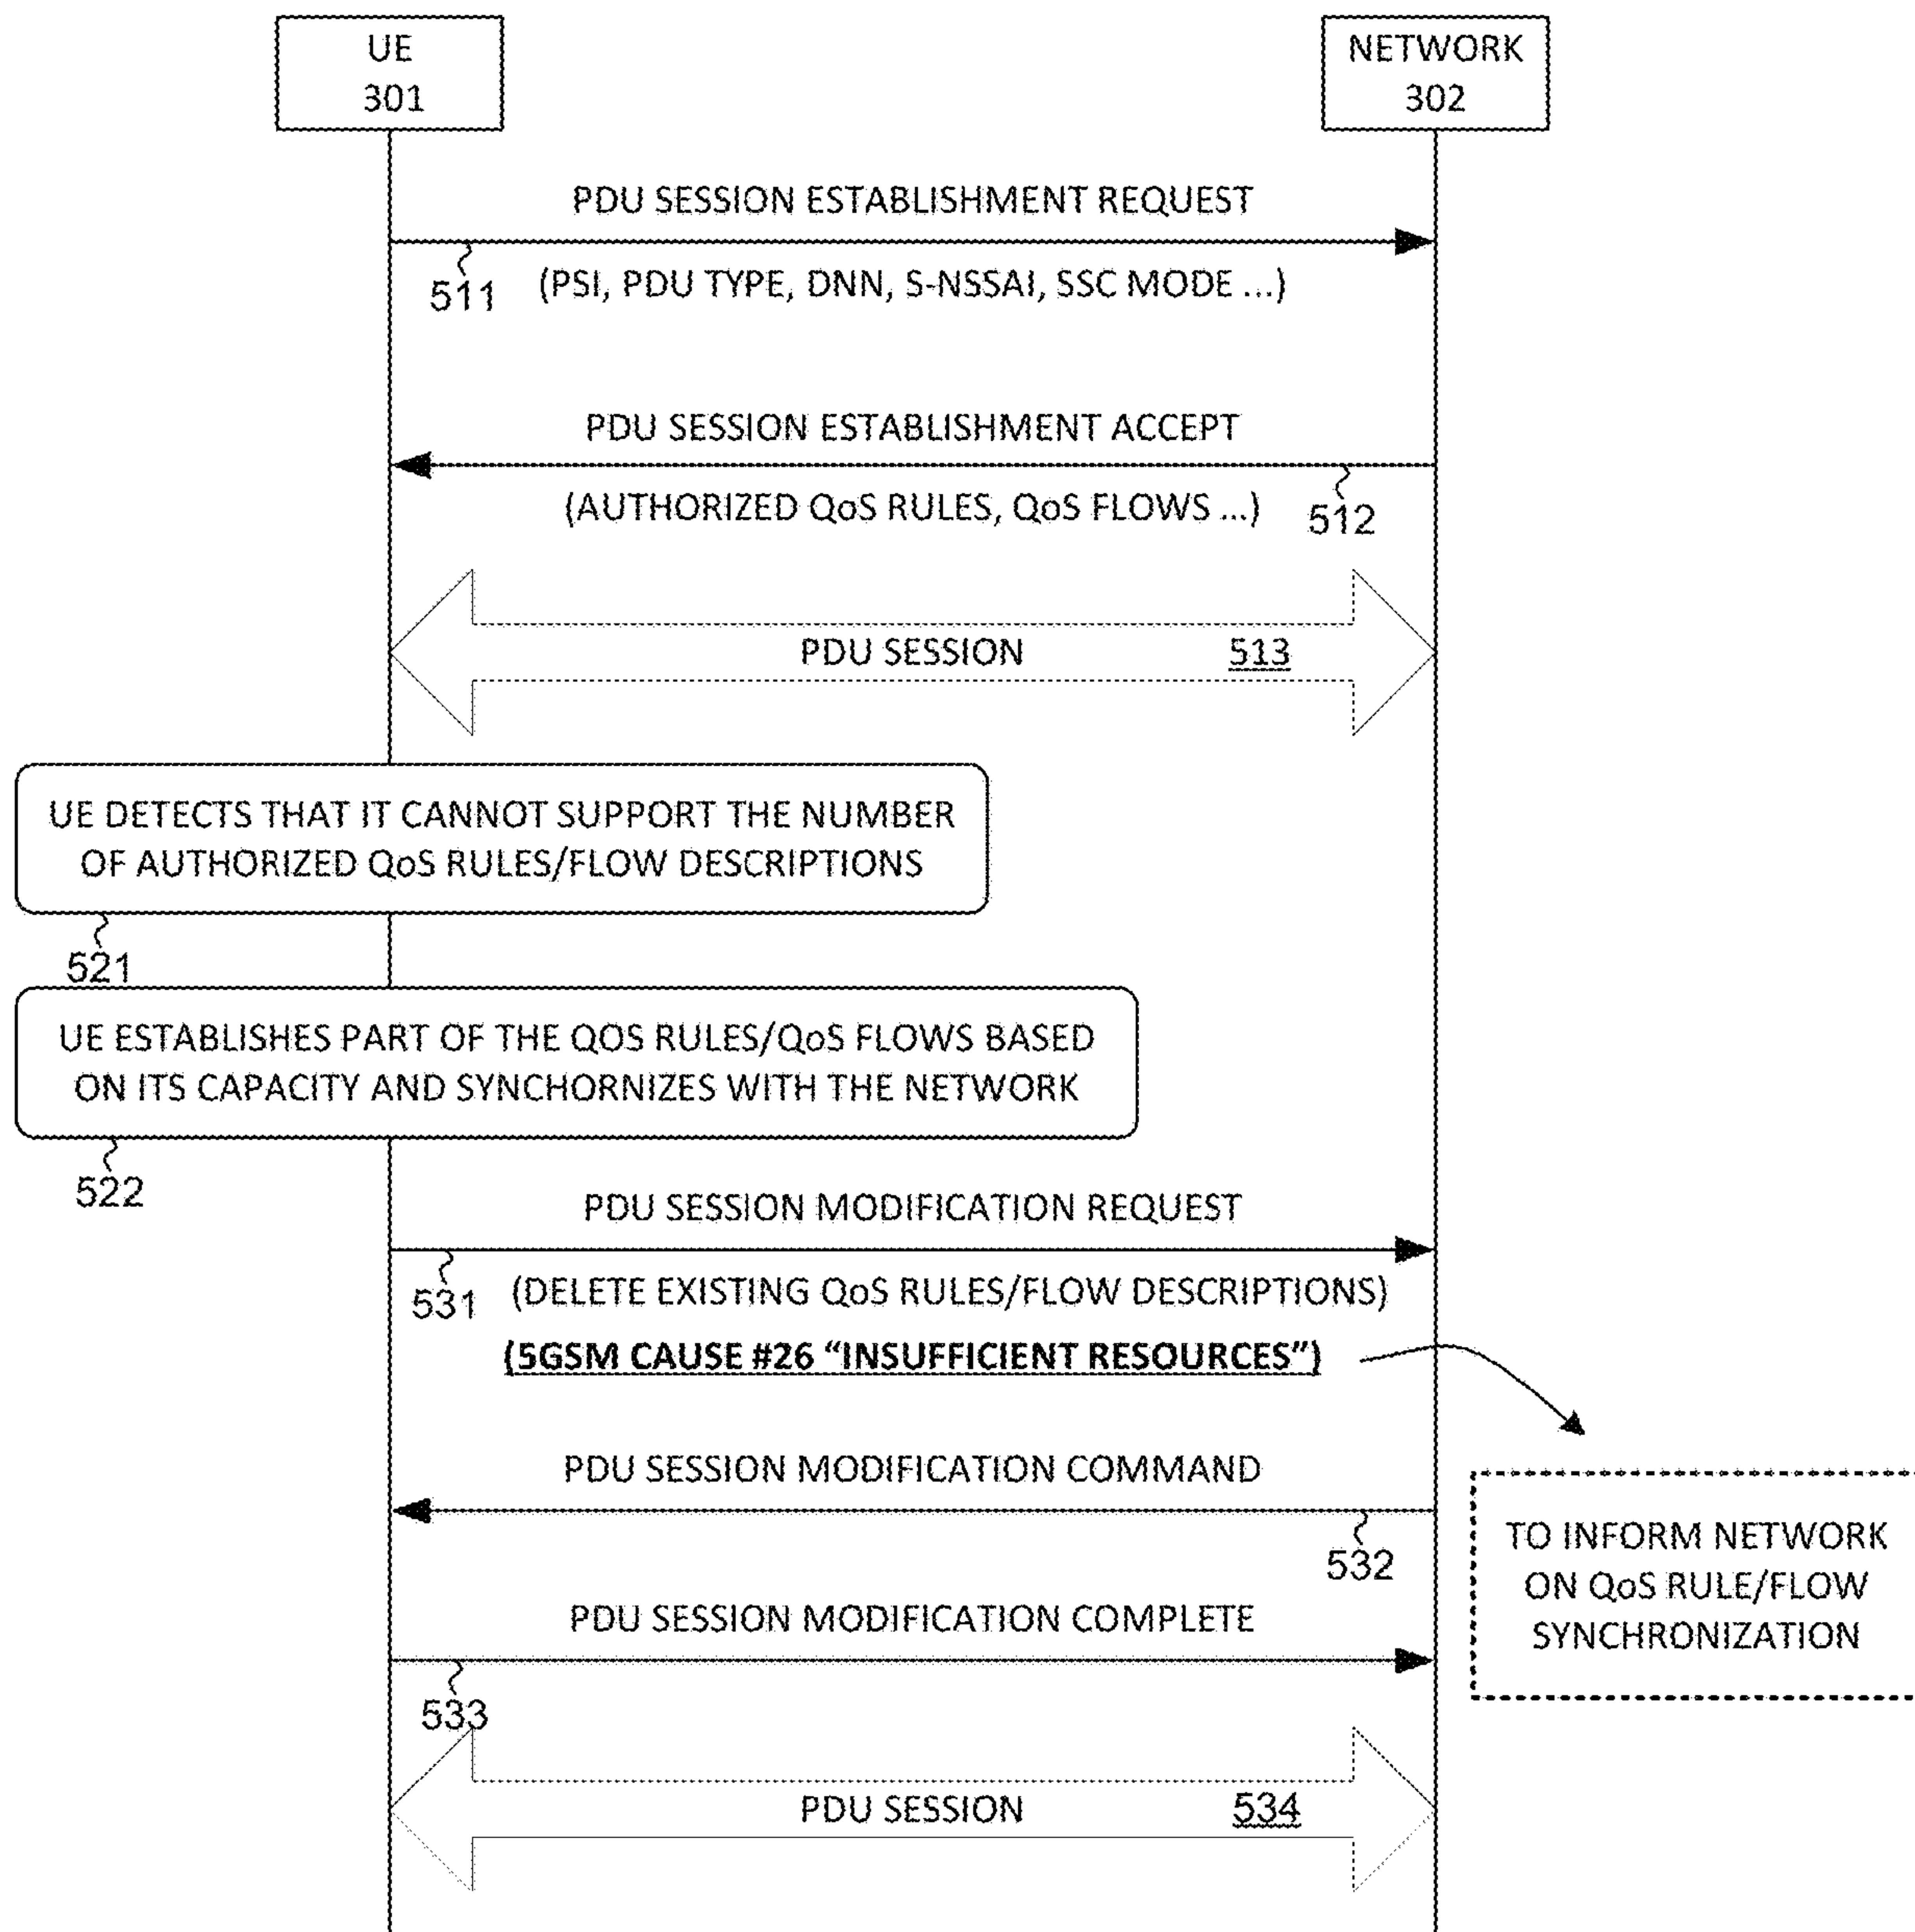 UE
301
NETWORK
302
PDU SESSION ESTABLISHMENT REQUEST
511
(PSI, PDU TYPE, DNN, S-NSSAI, SSC MODE ...)
PDU SESSION ESTABLISHMENT ACCEPT
(AUTHORIZED QoS RULES, QoS FLOWS ...)
512
PDU SESSION 513
UE DETECTS THAT IT CANNOT SUPPORT THE NUMBER
OF AUTHORIZED QoS RULES/FLOW DESCRIPTIONS
521
UE ESTABLISHES PART OF THE QOS RULES/QoS FLOWS BASED
ON ITS CAPACITY AND SYNCHORNIZES WITH THE NETWORK
522
PDU SESSION MODIFICATION REQUEST
531
(DELETE EXISTING QoS RULES/FLOW DESCRIPTIONS)
(5GSM CAUSE #26 “INSUFFICIENT RESOURCES”)
PDU SESSION MODIFICATION COMMAND
532
TO INFORM NETWORK
ON QoS RULE/FLOW
SYNCHRONIZATION
PDU SESSION MODIFICATION COMPLETE
533
PDU SESSION 534